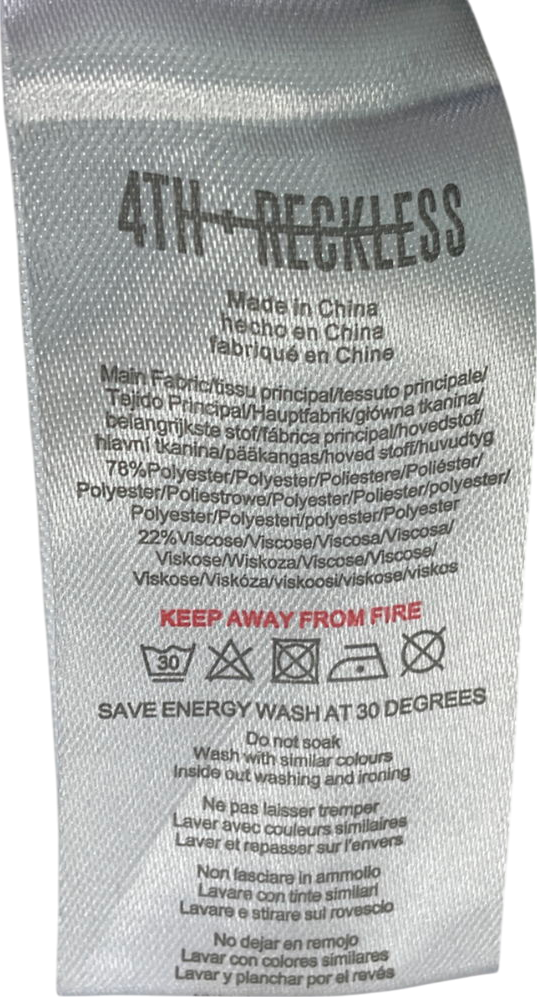 4TH + RECKLESS
Made in China
hecho en China
fabriqué en Chine
Main Fabric/tissu principal/tessuto principale/
Tejido Principal/Hauptfabrik/główna tkanina/
belangrijkste stof/fábrica principal/hovedstof/
hlavní tkanina/pääkangas/hoved stoff/huvudtyg
78%Polyester/Polyester/Poliestere/Poliéster/
Polyester/Poliestrowe/Polyester/Poliester/polyester/
Polyester/Polyesteri/polyester/Polyester
22%Viscose/Viscose/Viscosa/Viscosa/
Viskose/Wiskoza/Viscose/Viscose/
Viskose/Viskóza/viskoosi/viskose/viskos
KEEP AWAY FROM FIRE
30
SAVE ENERGY WASH AT 30 DEGREES
Do not soak
Wash with similar colours
Inside out washing and ironing
Ne pas laisser tremper
Laver avec couleurs similaires
Laver et repasser sur l'envers
Non lasciare in ammollo
Lavare con tinte similari
Lavare e stirare sul rovescio
No dejar en remojo
Lavar con colores similares
Lavar y planchar por el revés